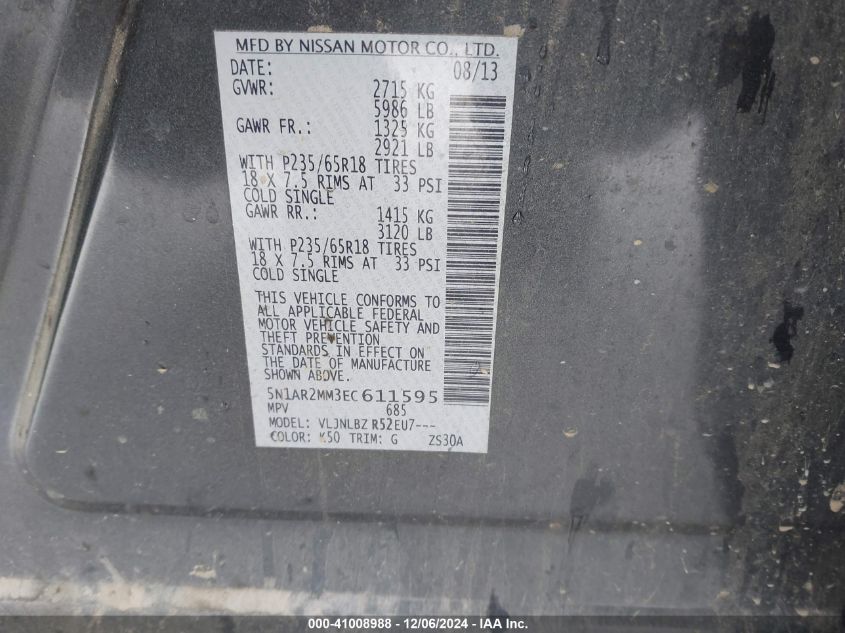 MFD BY NISSAN MOTOR CO., LTD.
DATE: 08/13
GVWR: 2715 KG
5986 LB
GAWR FR.: 1325 KG
2921 LB
WITH P235/65R18 TIRES
18 X 7.5 RIMS AT 33 PSI
COLD SINGLE
GAWR RR.: 1415 KG
3120 LB
WITH P235/65R18 TIRES
18 X 7.5 RIMS AT 33 PSI
COLD SINGLE
THIS VEHICLE CONFORMS TO
ALL APPLICABLE FEDERAL
MOTOR VEHICLE SAFETY AND
THEFT PREVENTION
STANDARDS IN EFFECT ON
THE DATE OF MANUFACTURE
SHOWN ABOVE.
5N1AR2MM3EC611595
MPV 685
MODEL: VLJNLBZ R52EU7---
COLOR: K50 TRIM: G ZS30A
000-41008988 - 12/06/2024 - IAA Inc.